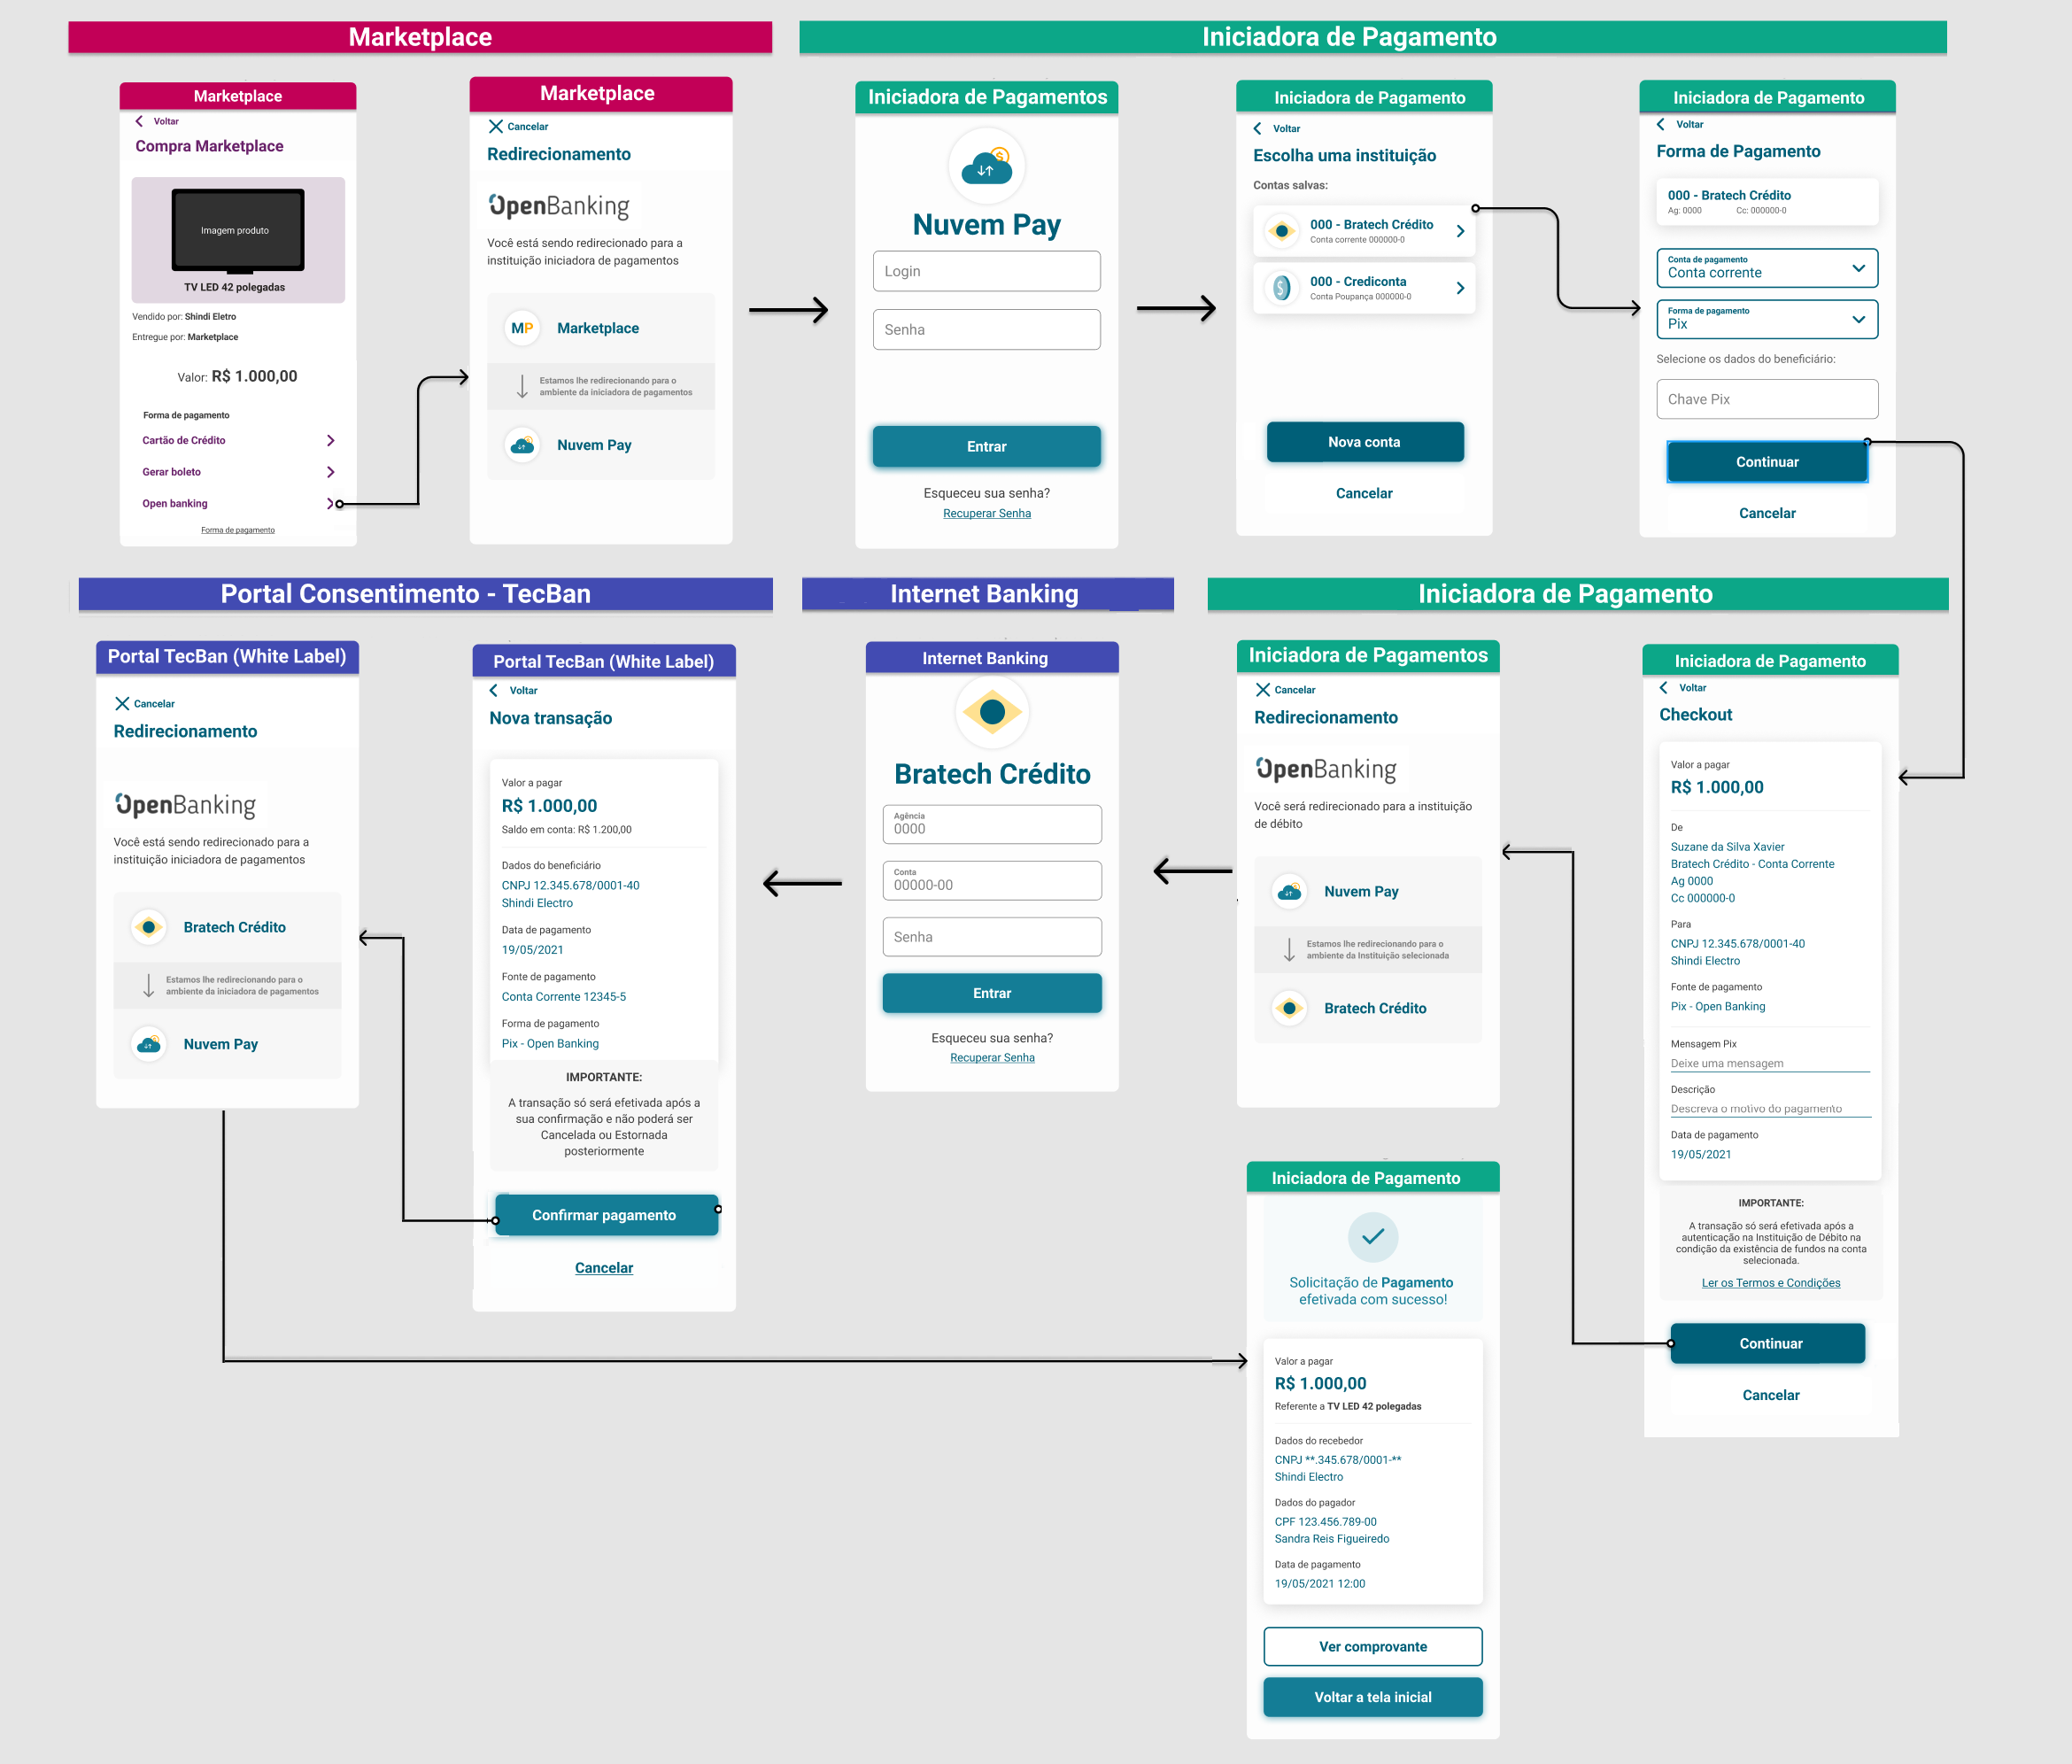 Marketplace
Iniciadora de Pagamento
Marketplace
Voltar
Compra Marketplace
Imagem produto
TV LED 42 polegadas
Vendido por: Shindi Eletro
Entregue por: Marketplace
Valor: R$ 1.000,00
Forma de pagamento
Cartão de Crédito
Gerar boleto
Open banking
Forma de pagamento
Marketplace
Cancelar
Redirecionamento
OpenBanking
Você está sendo redirecionado para a
instituição iniciadora de pagamentos
MP
Marketplace
Estamos lhe redirecionando para o
ambiente da iniciadora de pagamentos
Nuvem Pay
Iniciadora de Pagamentos
Nuvem Pay
Login
Senha
Entrar
Esqueceu sua senha?
Recuperar Senha
Iniciadora de Pagamento
Voltar
Escolha uma instituição
Contas salvas:
000 - Bratech Crédito
Conta corrente 000000-0
000 - Crediconta
Conta Poupança 000000-0
Nova conta
Cancelar
Iniciadora de Pagamento
Voltar
Forma de Pagamento
000 - Bratech Crédito
Ag: 0000 Cc: 000000-0
Conta de pagamento
Conta corrente
Forma de pagamento
Pix
Selecione os dados do beneficiário:
Chave Pix
Continuar
Cancelar
Portal Consentimento - TecBan
Internet Banking
Iniciadora de Pagamento
Portal TecBan (White Label)
Cancelar
Redirecionamento
OpenBanking
Você está sendo redirecionado para a
instituição iniciadora de pagamentos
Bratech Crédito
Estamos lhe redirecionando para o
ambiente da iniciadora de pagamentos
Nuvem Pay
Portal TecBan (White Label)
Voltar
Nova transação
Valor a pagar
R$ 1.000,00
Saldo em conta: R$ 1.200,00
Dados do beneficiário
CNPJ 12.345.678/0001-40
Shindi Electro
Data de pagamento
19/05/2021
Fonte de pagamento
Conta Corrente 12345-5
Forma de pagamento
Pix - Open Banking
IMPORTANTE:
A transação só será efetivada após a
sua confirmação e não poderá ser
Cancelada ou Estornada
posteriormente
Confirmar pagamento
Cancelar
Internet Banking
Bratech Crédito
Agência
0000
Conta
00000-00
Senha
Entrar
Esqueceu sua senha?
Recuperar Senha
Iniciadora de Pagamentos
Cancelar
Redirecionamento
OpenBanking
Você será redirecionado para a instituição
de débito
Nuvem Pay
Estamos lhe redirecionando para o
ambiente da Instituição selecionada
Bratech Crédito
Iniciadora de Pagamento
Voltar
Checkout
Valor a pagar
R$ 1.000,00
De
Suzane da Silva Xavier
Bratech Crédito - Conta Corrente
Ag 0000
Cc 000000-0
Para
CNPJ 12.345.678/0001-40
Shindi Electro
Fonte de pagamento
Pix - Open Banking
Mensagem Pix
Deixe uma mensagem
Descrição
Descreva o motivo do pagamento
Data de pagamento
19/05/2021
IMPORTANTE:
A transação só será efetivada após a
autenticação na Instituição de Débito na
condição da existência de fundos na conta
selecionada.
Ler os Termos e Condições
Continuar
Cancelar
Iniciadora de Pagamento
Solicitação de Pagamento
efetivada com sucesso!
Valor a pagar
R$ 1.000,00
Referente a TV LED 42 polegadas
Dados do recebedor
CNPJ **.345.678/0001-**
Shindi Electro
Dados do pagador
CPF 123.456.789-00
Sandra Reis Figueiredo
Data de pagamento
19/05/2021 12:00
Ver comprovante
Voltar a tela inicial